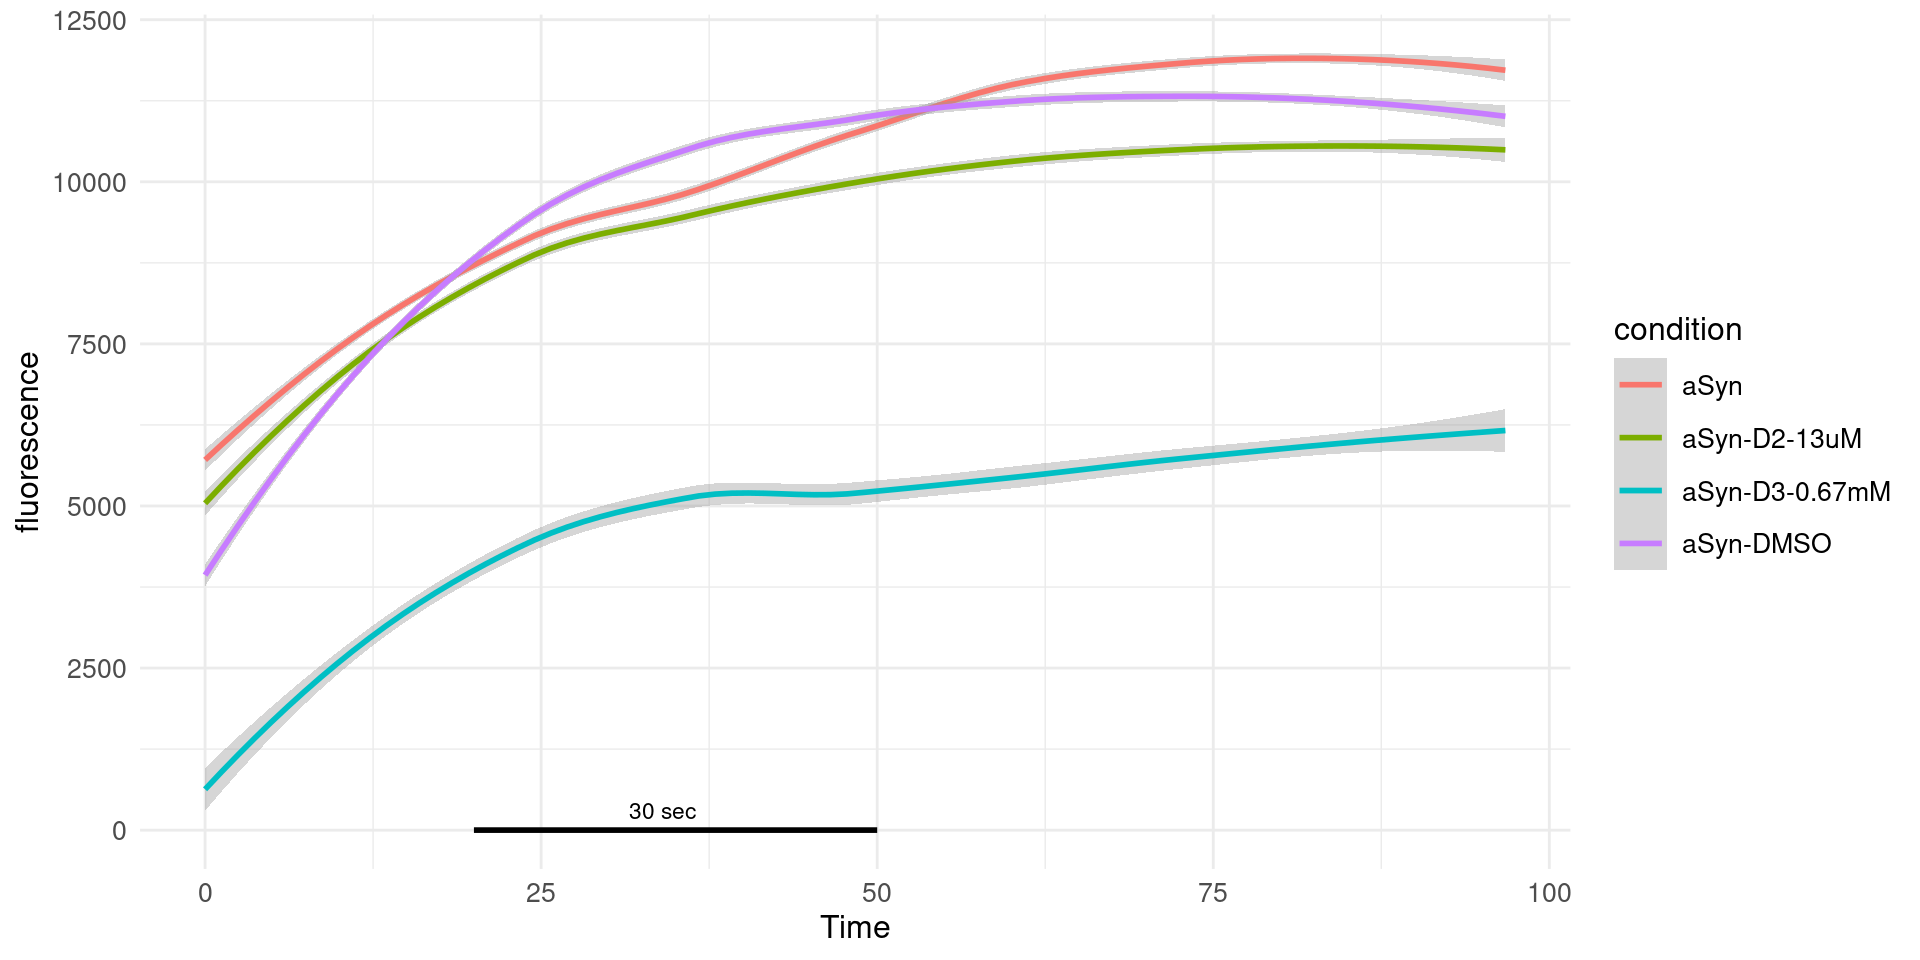 12500
10000
7500
5000
2500
0
fluorescence
30 sec
0 25 50 75 100
Time
condition
aSyn
aSyn-D2-13uM
aSyn-D3-0.67mM
aSyn-DMSO